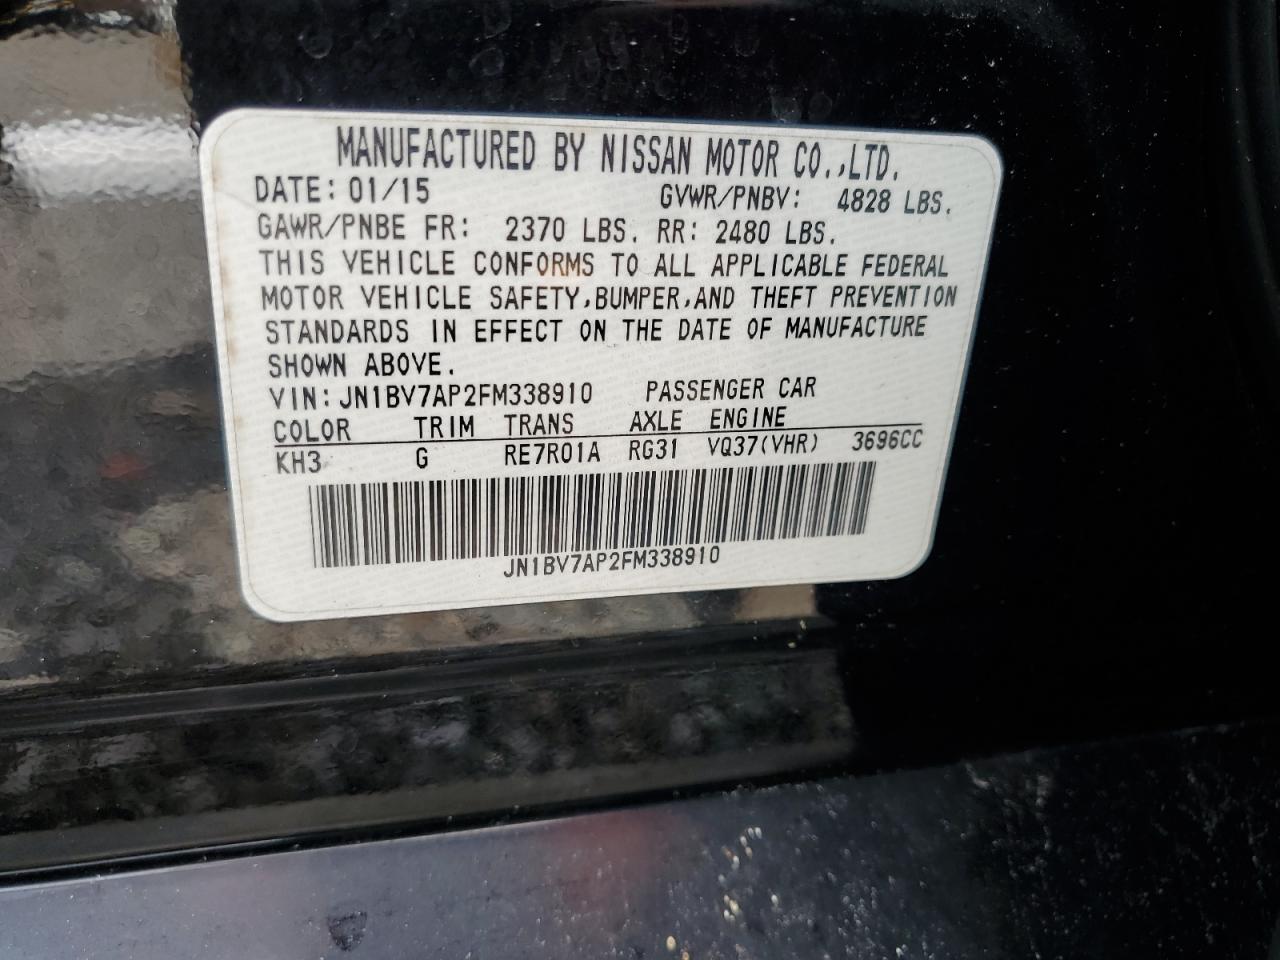 MANUFACTURED BY NISSAN MOTOR CO.,LTD.
DATE: 01/15 GVWR/PNBV: 4828 LBS.
GAWR/PNBE FR: 2370 LBS. RR: 2480 LBS.
THIS VEHICLE CONFORMS TO ALL APPLICABLE FEDERAL
MOTOR VEHICLE SAFETY,BUMPER,AND THEFT PREVENTION
STANDARDS IN EFFECT ON THE DATE OF MANUFACTURE
SHOWN ABOVE.
VIN: JN1BV7AP2FM338910 PASSENGER CAR
COLOR TRIM TRANS AXLE ENGINE
KH3 G RE7R01A RG31 VQ37(VHR) 3696CC
JN1BV7AP2FM338910